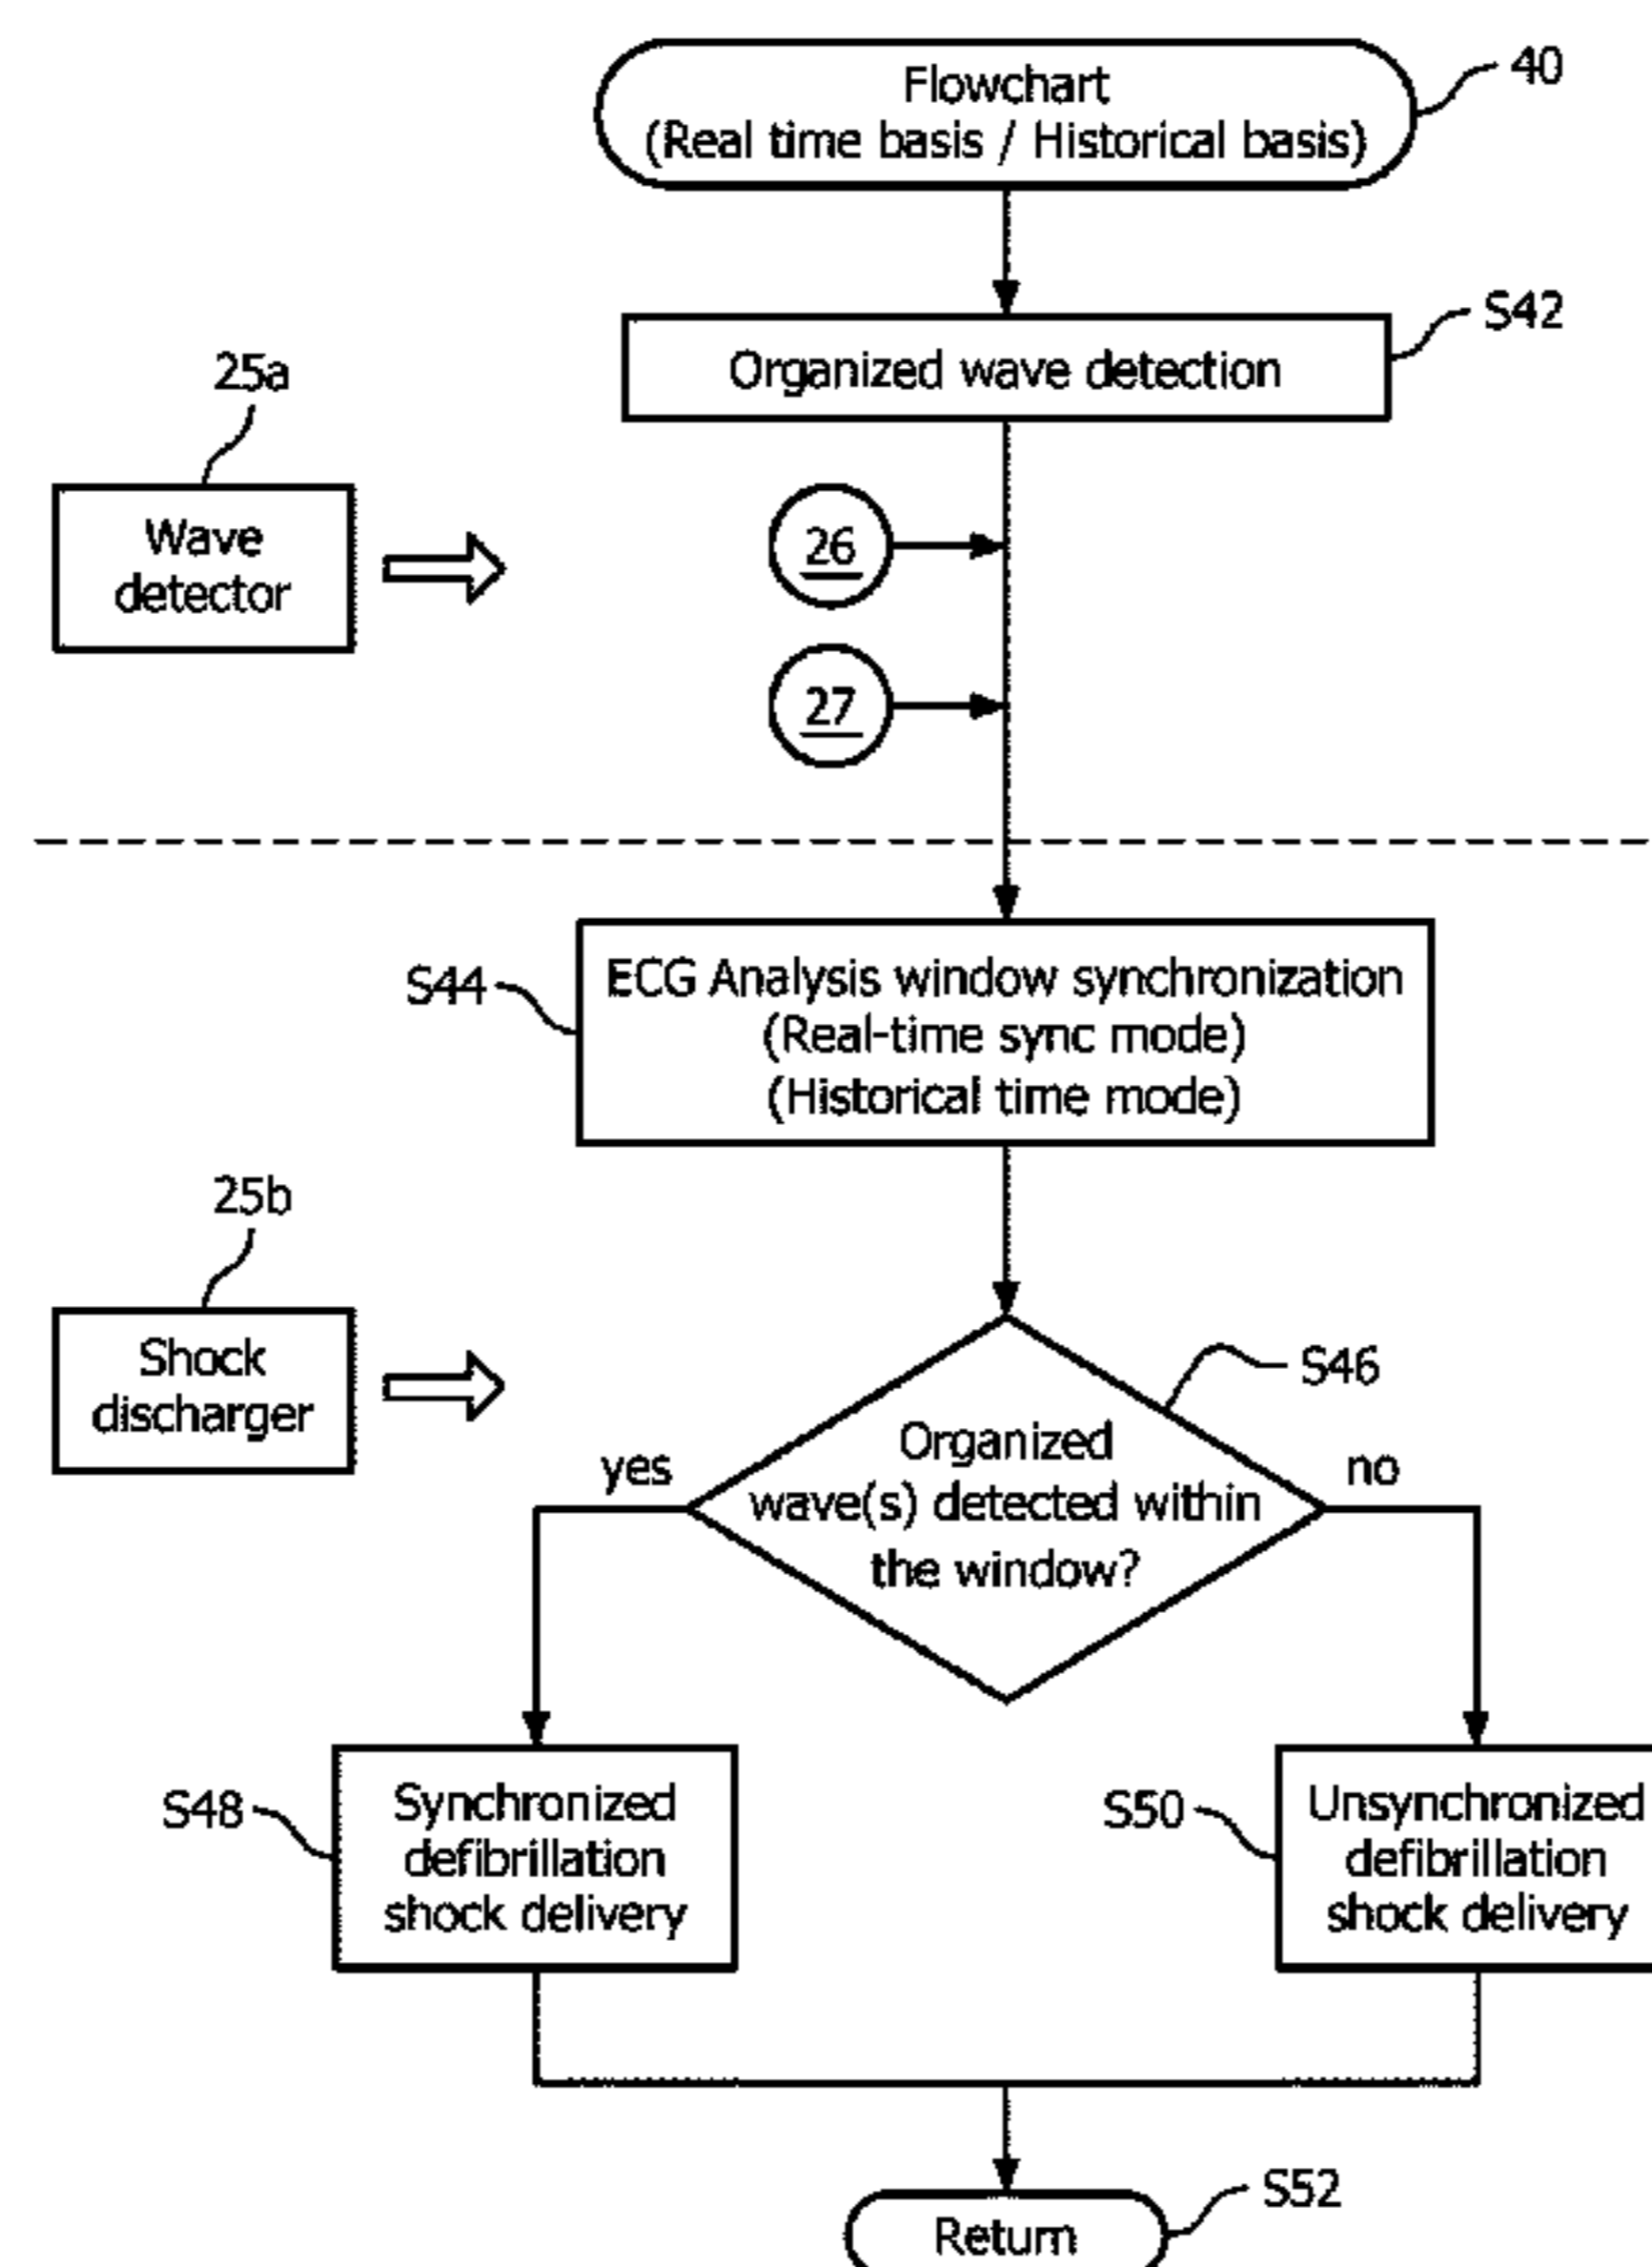 Flowchart
(Real time basis / Historical basis)
40
S42
Organized wave detection
25a
Wave
detector
26
27
S44
ECG Analysis window synchronization
(Real-time sync mode)
(Historical time mode)
25b
Shock
discharger
S46
Organized
wave(s) detected within
the window?
yes
no
S48
Synchronized
defibrillation
shock delivery
S50
Unsynchronized
defibrillation
shock delivery
S52
Return